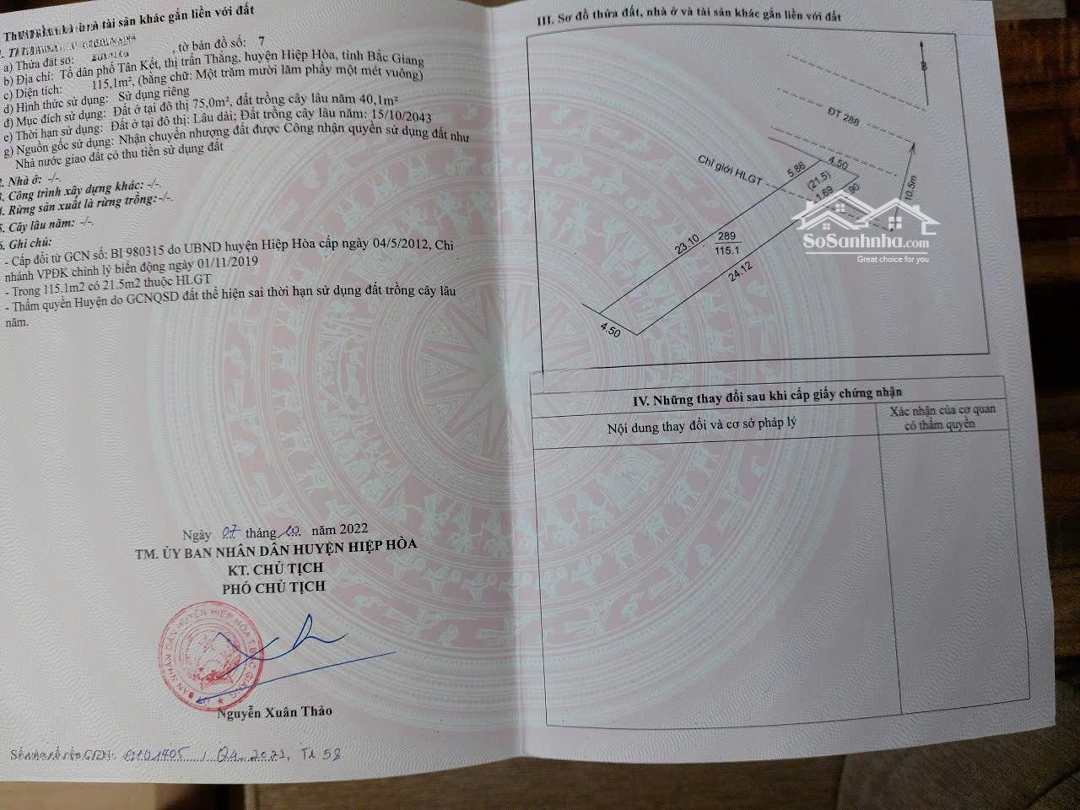 Thửa đất, nhà ở và tài sản khác gắn liền với đất
a) Thửa đất số: , tờ bản đồ số: 7
b) Địa chỉ: Tổ dân phố Tân Kết, thị trấn Thắng, huyện Hiệp Hòa, tỉnh Bắc Giang
c) Diện tích: 115,1m², (bằng chữ: Một trăm mười lăm phẩy một mét vuông)
d) Hình thức sử dụng: Sử dụng riêng
đ) Mục đích sử dụng: Đất ở tại đô thị 75,0m², đất trồng cây lâu năm 40,1m²
e) Thời hạn sử dụng: Đất ở tại đô thị: Lâu dài; Đất trồng cây lâu năm: 15/10/2043
g) Nguồn gốc sử dụng: Nhận chuyển nhượng đất được Công nhận quyền sử dụng đất như
Nhà nước giao đất có thu tiền sử dụng đất
2. Nhà ở: -/-
3. Công trình xây dựng khác: -/-
4. Rừng sản xuất là rừng trồng: -/-
5. Cây lâu năm: -/-
6. Ghi chú:
- Cấp đổi từ GCN số: BI 980315 do UBND huyện Hiệp Hòa cấp ngày 04/5/2012, Chi
nhánh VPĐK chỉnh lý biến động ngày 01/11/2019
- Trong 115.1m2 có 21.5m2 thuộc HLGT
- Thẩm quyền Huyện do GCNQSD đất thể hiện sai thời hạn sử dụng đất trồng cây lâu
năm.
Ngày 07 tháng 10 năm 2022
TM. ỦY BAN NHÂN DÂN HUYỆN HIỆP HÒA
KT. CHỦ TỊCH
PHÓ CHỦ TỊCH
Nguyễn Xuân Thảo
III. Sơ đồ thửa đất, nhà ở và tài sản khác gắn liền với đất
B
ĐT 288
Chỉ giới HLGT
5.86
4.50
(21.5)
1.69
90
10.5m
23.10
289
115.1
24.12
4.50
SoSanhnha.com
Great choice for you
IV. Những thay đổi sau khi cấp giấy chứng nhận
Nội dung thay đổi và cơ sở pháp lý
Xác nhận của cơ quan
có thẩm quyền